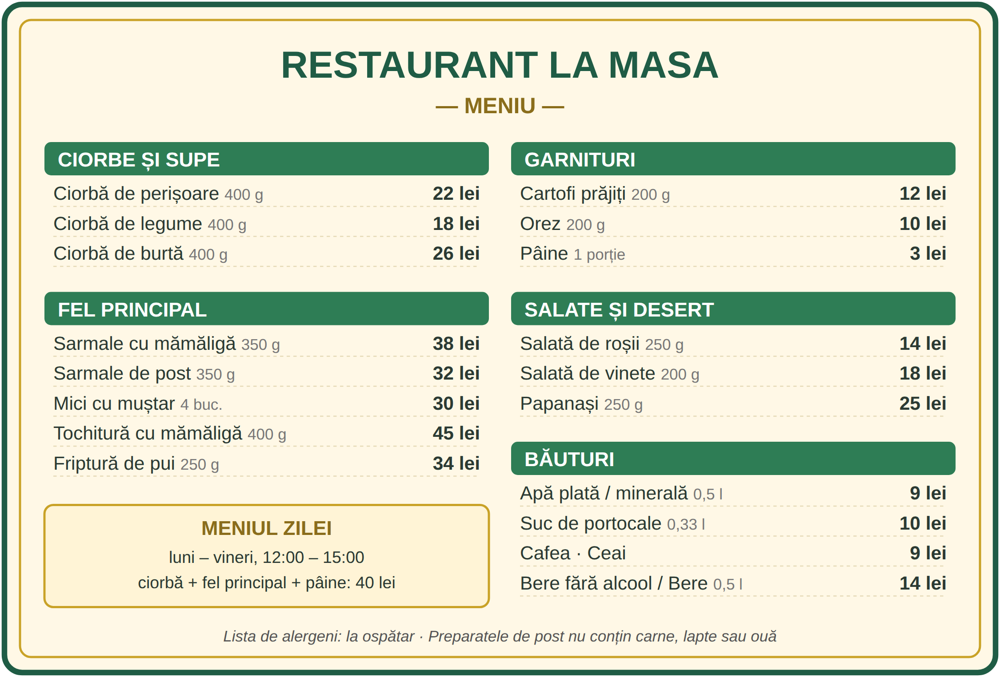 RESTAURANT LA MASA
— MENIU —
CIORBE ȘI SUPE
Ciorbă de perișoare 400 g 22 lei
Ciorbă de legume 400 g 18 lei
Ciorbă de burtă 400 g 26 lei
FEL PRINCIPAL
Sarmale cu mămăligă 350 g 38 lei
Sarmale de post 350 g 32 lei
Mici cu muștar 4 buc. 30 lei
Tochitură cu mămăligă 400 g 45 lei
Friptură de pui 250 g 34 lei
MENIUL ZILEI
luni – vineri, 12:00 – 15:00
ciorbă + fel principal + pâine: 40 lei
GARNITURI
Cartofi prăjiți 200 g 12 lei
Orez 200 g 10 lei
Pâine 1 porție 3 lei
SALATE ȘI DESERT
Salată de roșii 250 g 14 lei
Salată de vinete 200 g 18 lei
Papanași 250 g 25 lei
BĂUTURI
Apă plată / minerală 0,5 l 9 lei
Suc de portocale 0,33 l 10 lei
Cafea · Ceai 9 lei
Bere fără alcool / Bere 0,5 l 14 lei
Lista de alergeni: la ospătar · Preparatele de post nu conțin carne, lapte sau ouă